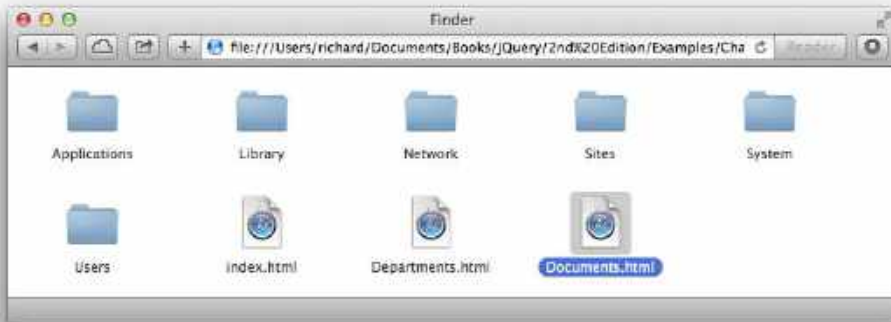 Finder
file:///Users/richard/Documents/Books/jQuery/2nd%20Edition/Examples/Cha
Reader
Applications
Library
Network
Sites
System
Users
index.html
Departments.html
Documents.html